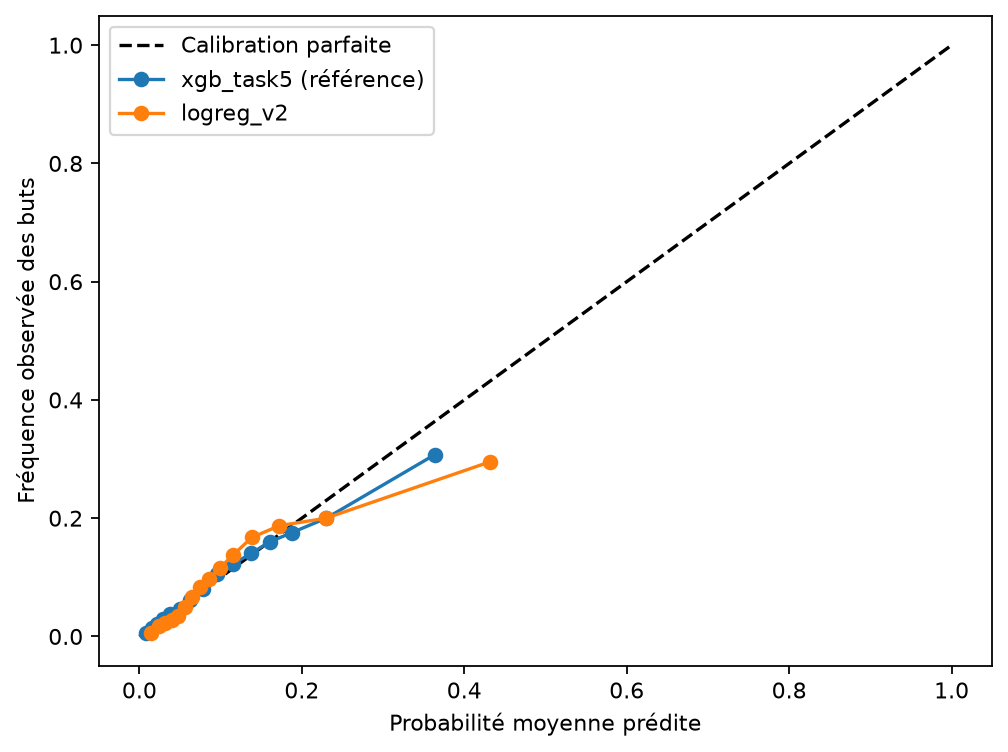 Calibration parfaite
xgb_task5 (référence)
logreg_v2
Fréquence observée des buts
1.0
0.8
0.6
0.4
0.2
0.0
0.0 0.2 0.4 0.6 0.8 1.0
Probabilité moyenne prédite